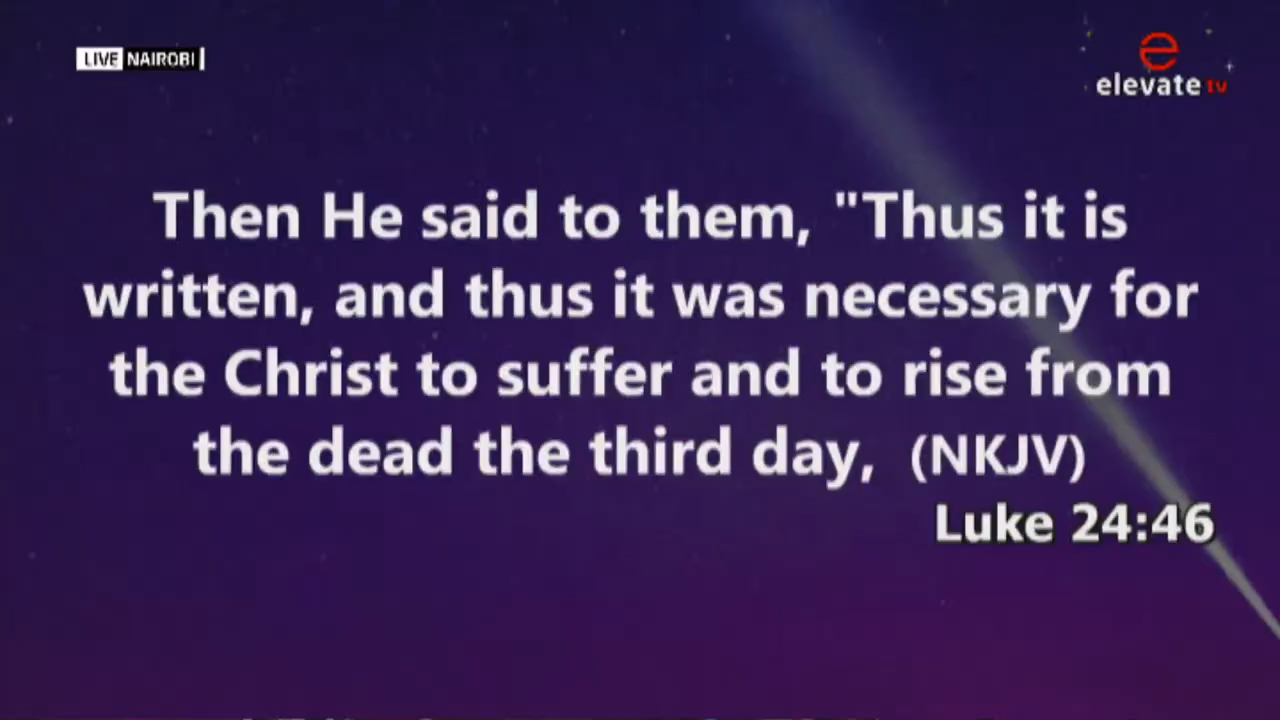 LIVE NAIROBI
elevate tv
Then He said to them, "Thus it is
written, and thus it was necessary for
the Christ to suffer and to rise from
the dead the third day, (NKJV)
Luke 24:46